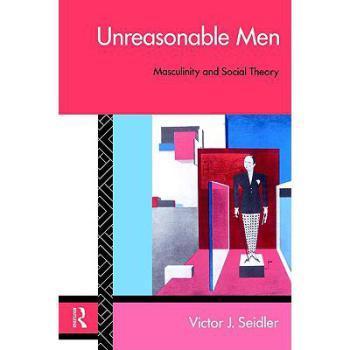 Unreasonable Men
Masculinity and Social Theory
Victor J. Seidler